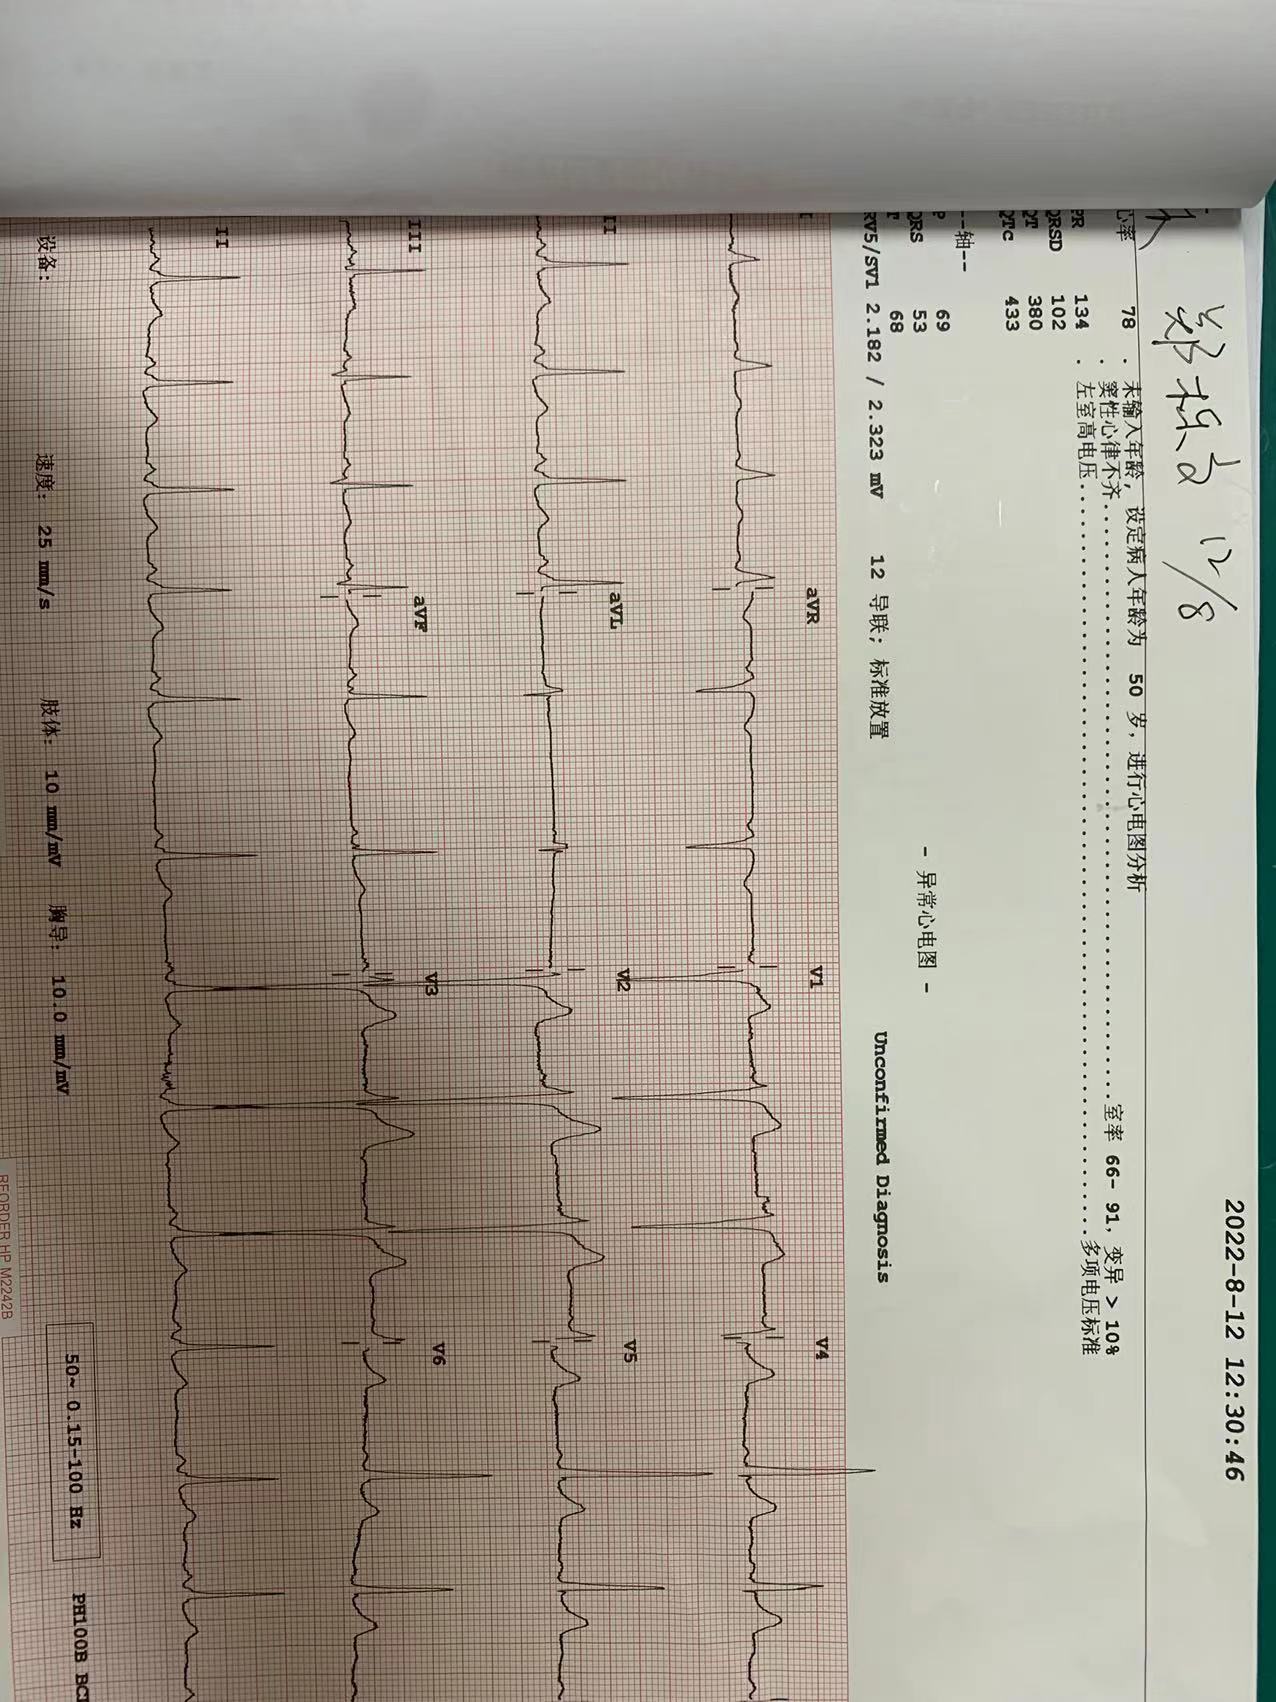 2022-8-12 12:30:46
12/8
心率 78 . 未输入年龄, 设定病人年龄为 50 岁, 进行心电图分析
. 窦性心律不齐...................................................室率 66- 91, 变异 > 10%
PR 134 . 左室高电压...................................................多项电压标准
QRSD 102
QT 380
QTC 433
--轴--
P 69
QRS 53
T 68
- 异常心电图 -
RV5/SV1 2.182 / 2.323 mV 12 导联; 标准放置 Unconfirmed Diagnosis
I aVR V1 V4
II aVL V2 V5
III aVF V3 V6
II
设备: 速度: 25 mm/s 肢体: 10 mm/mV 胸导: 10.0 mm/mV 50~ 0.15-100 Hz PH100B
REORDER HP M2242B